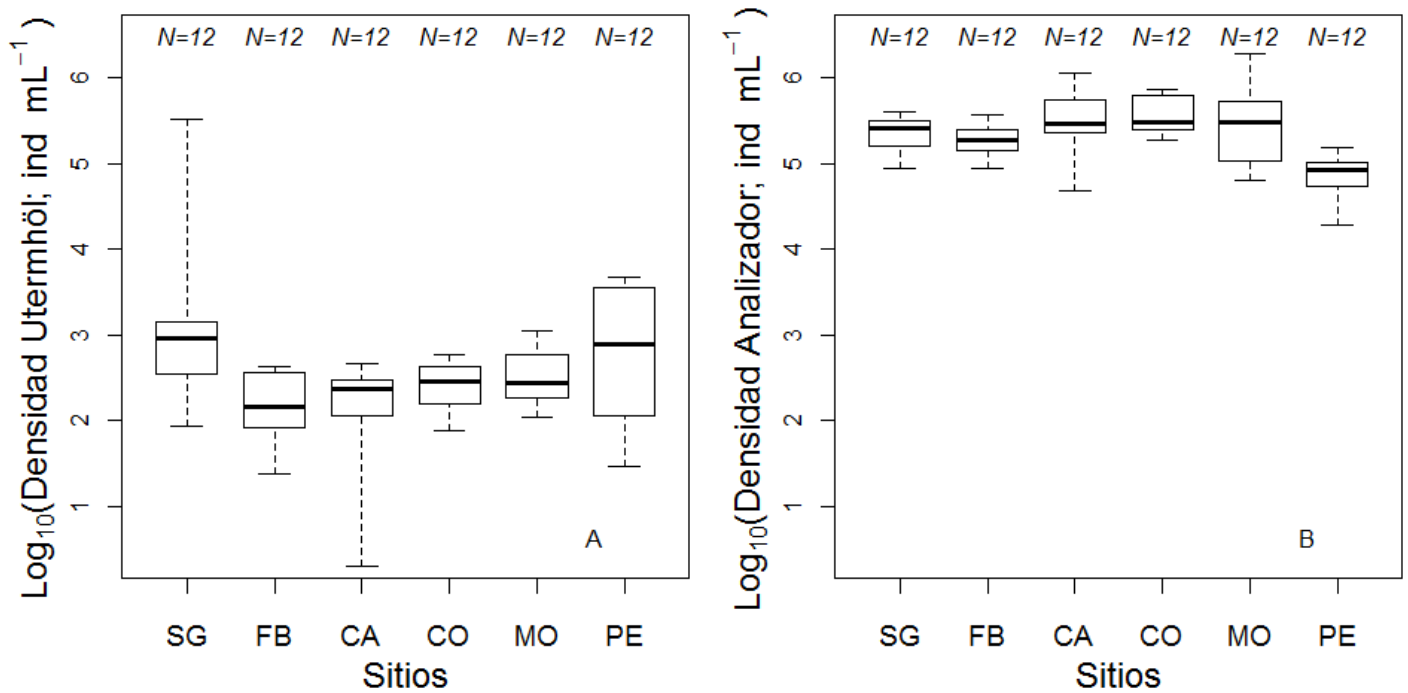 Log₁₀(Densidad Utermhöl; ind mL⁻¹ )
N=12 N=12 N=12 N=12 N=12 N=12
6
5
4
3
2
1
A
SG FB CA CO MO PE
Sitios
Log₁₀(Densidad Analizador; ind mL⁻¹ )
N=12 N=12 N=12 N=12 N=12 N=12
6
5
4
3
2
1
B
SG FB CA CO MO PE
Sitios